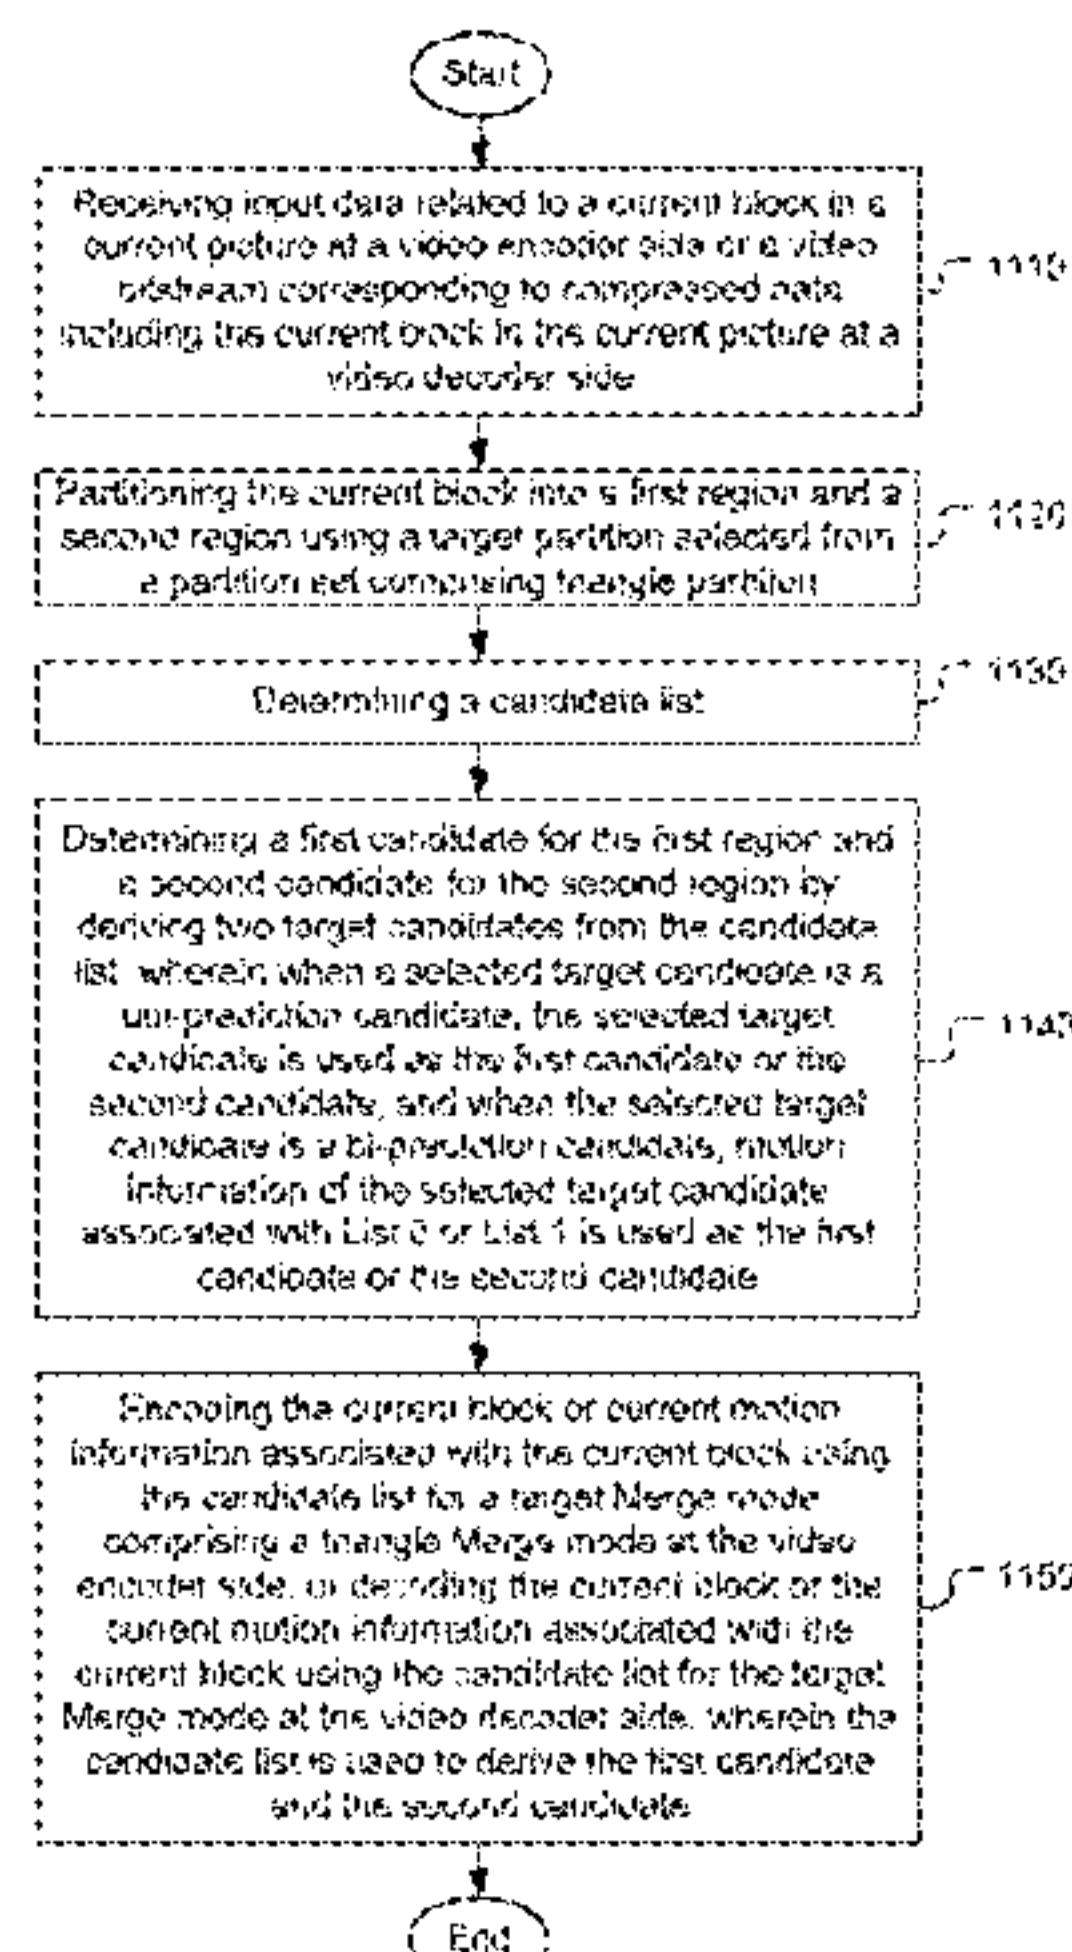 Start
Receiving input data related to a current block in a
current picture at a video encoder side or a video
bitstream corresponding to compressed data
including the current block in the current picture at a
video decoder side
1110
Partitioning the current block into a first region and a
second region using a target partition selected from
a partition set comprising triangle partition
1120
Determining a candidate list
1130
Determining a first candidate for the first region and
a second candidate for the second region by
deriving two target candidates from the candidate
list, wherein when a selected target candidate is a
uni-prediction candidate, the selected target
candidate is used as the first candidate or the
second candidate, and when the selected target
candidate is a bi-prediction candidate, motion
information of the selected target candidate
associated with List 0 or List 1 is used as the first
candidate or the second candidate
1140
Encoding the current block or current motion
information associated with the current block using
the candidate list for a target Merge mode
comprising a triangle Merge mode at the video
encoder side, or decoding the current block or the
current motion information associated with the
current block using the candidate list for the target
Merge mode at the video decoder side, wherein the
candidate list is used to derive the first candidate
and the second candidate
1150
End